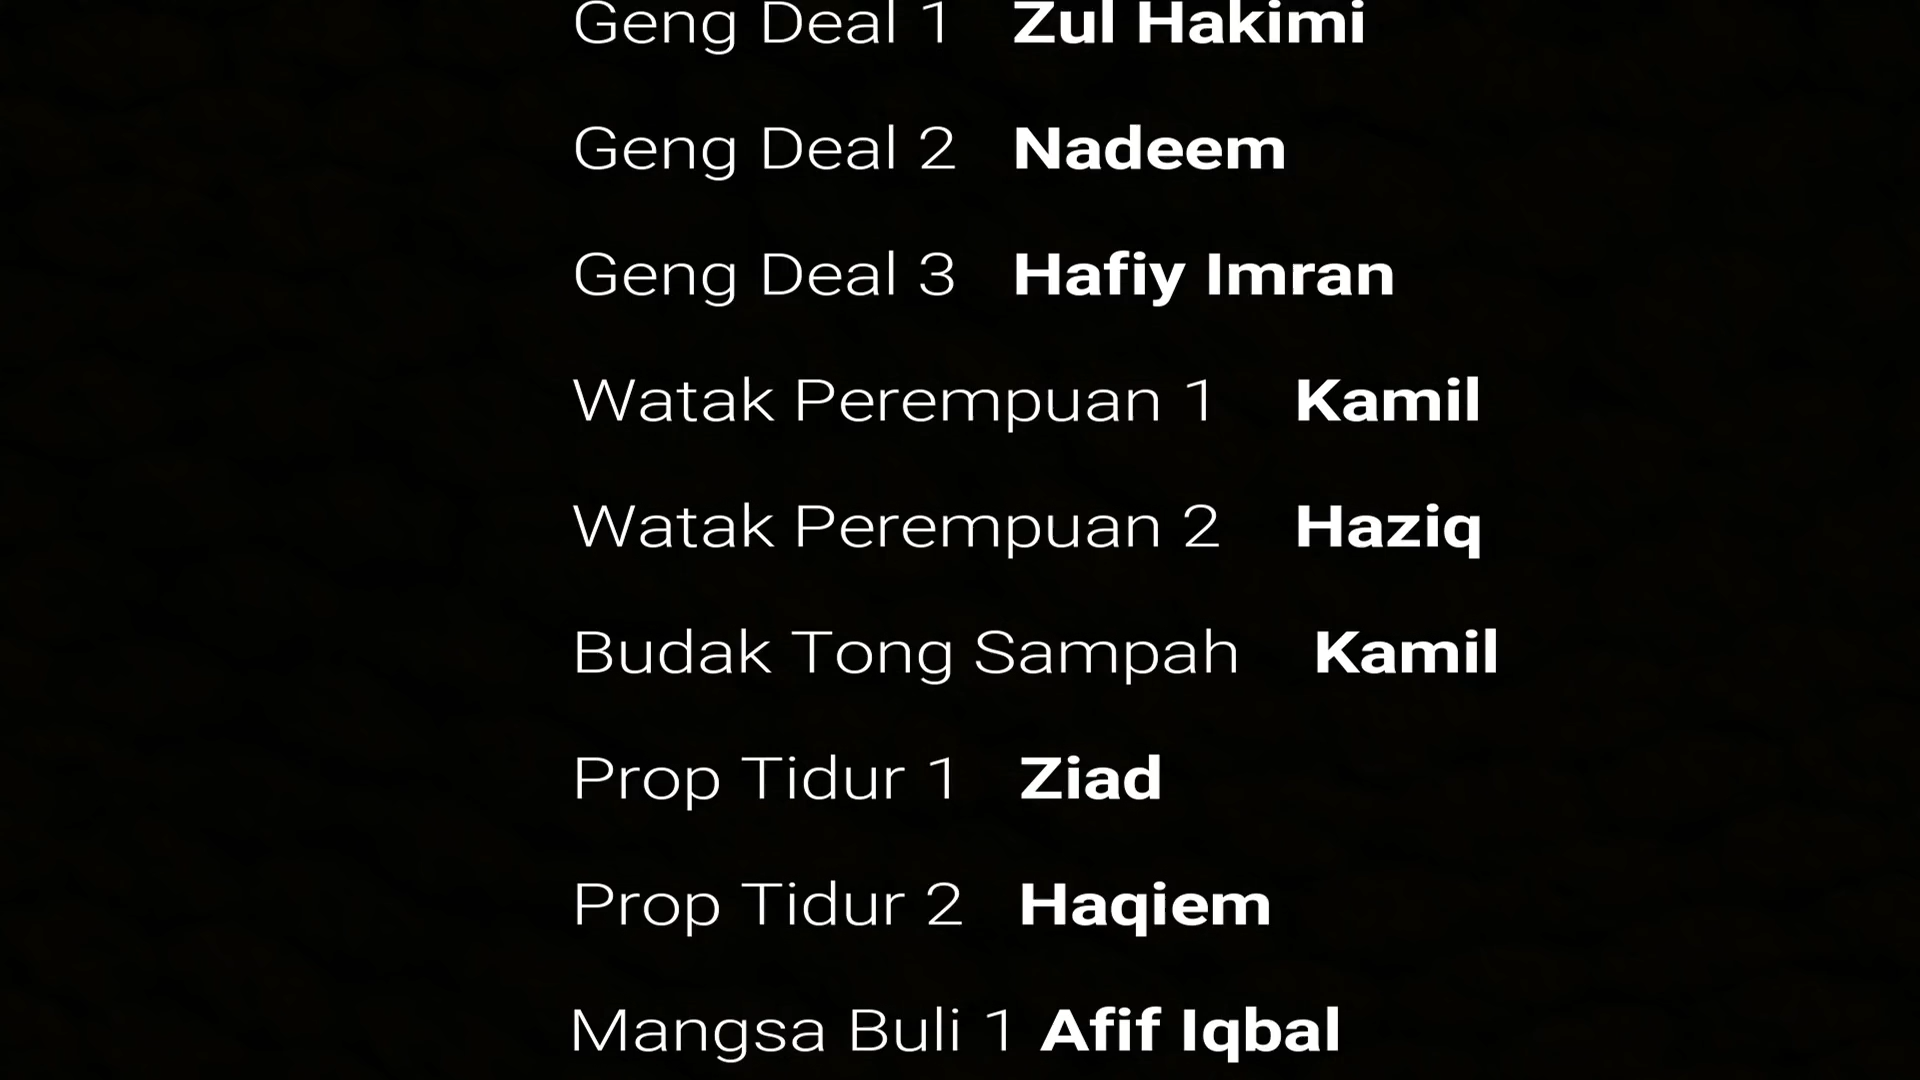 Geng Deal 1 Zul Hakimi
Geng Deal 2 Nadeem
Geng Deal 3 Hafiy Imran
Watak Perempuan 1 Kamil
Watak Perempuan 2 Haziq
Budak Tong Sampah Kamil
Prop Tidur 1 Ziad
Prop Tidur 2 Haqiem
Mangsa Buli 1 Afif Iqbal